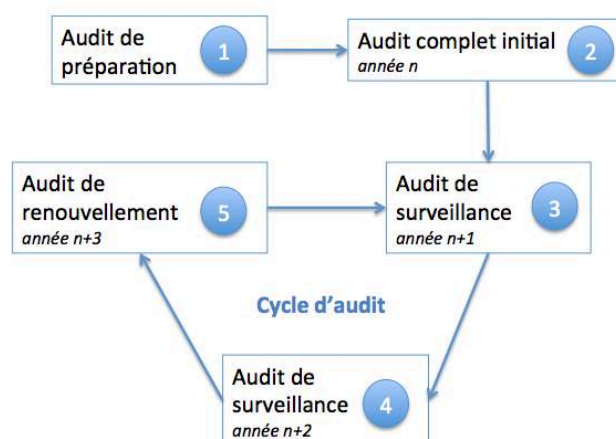 Audit de
préparation
1
Audit complet initial
année n
2
Audit de
renouvellement
année n+3
5
Audit de
surveillance
année n+1
3
Cycle d'audit
Audit de
surveillance
année n+2
4